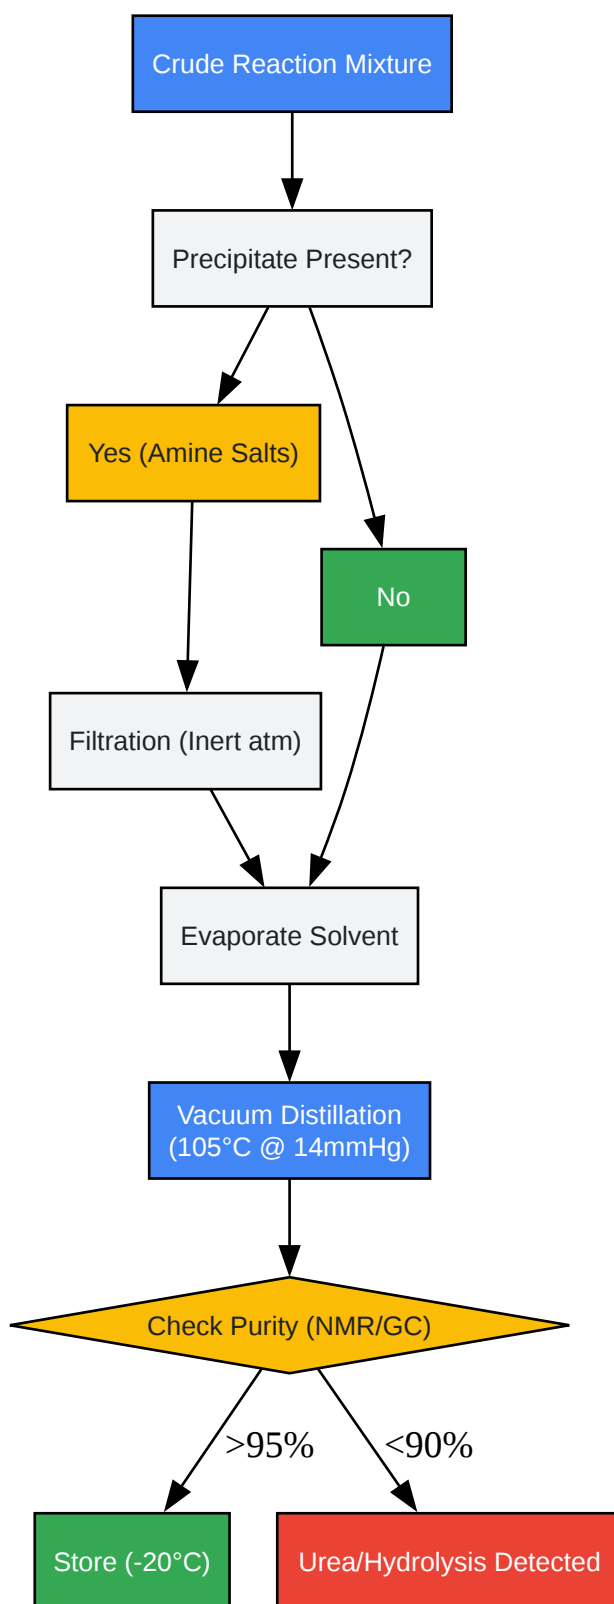 Crude Reaction Mixture
Precipitate Present?
Yes (Amine Salts)
No
Filtration (Inert atm)
Evaporate Solvent
Vacuum Distillation
(105°C @ 14mmHg)
Check Purity (NMR/GC)
>95%
<90%
Store (-20°C)
Urea/Hydrolysis Detected